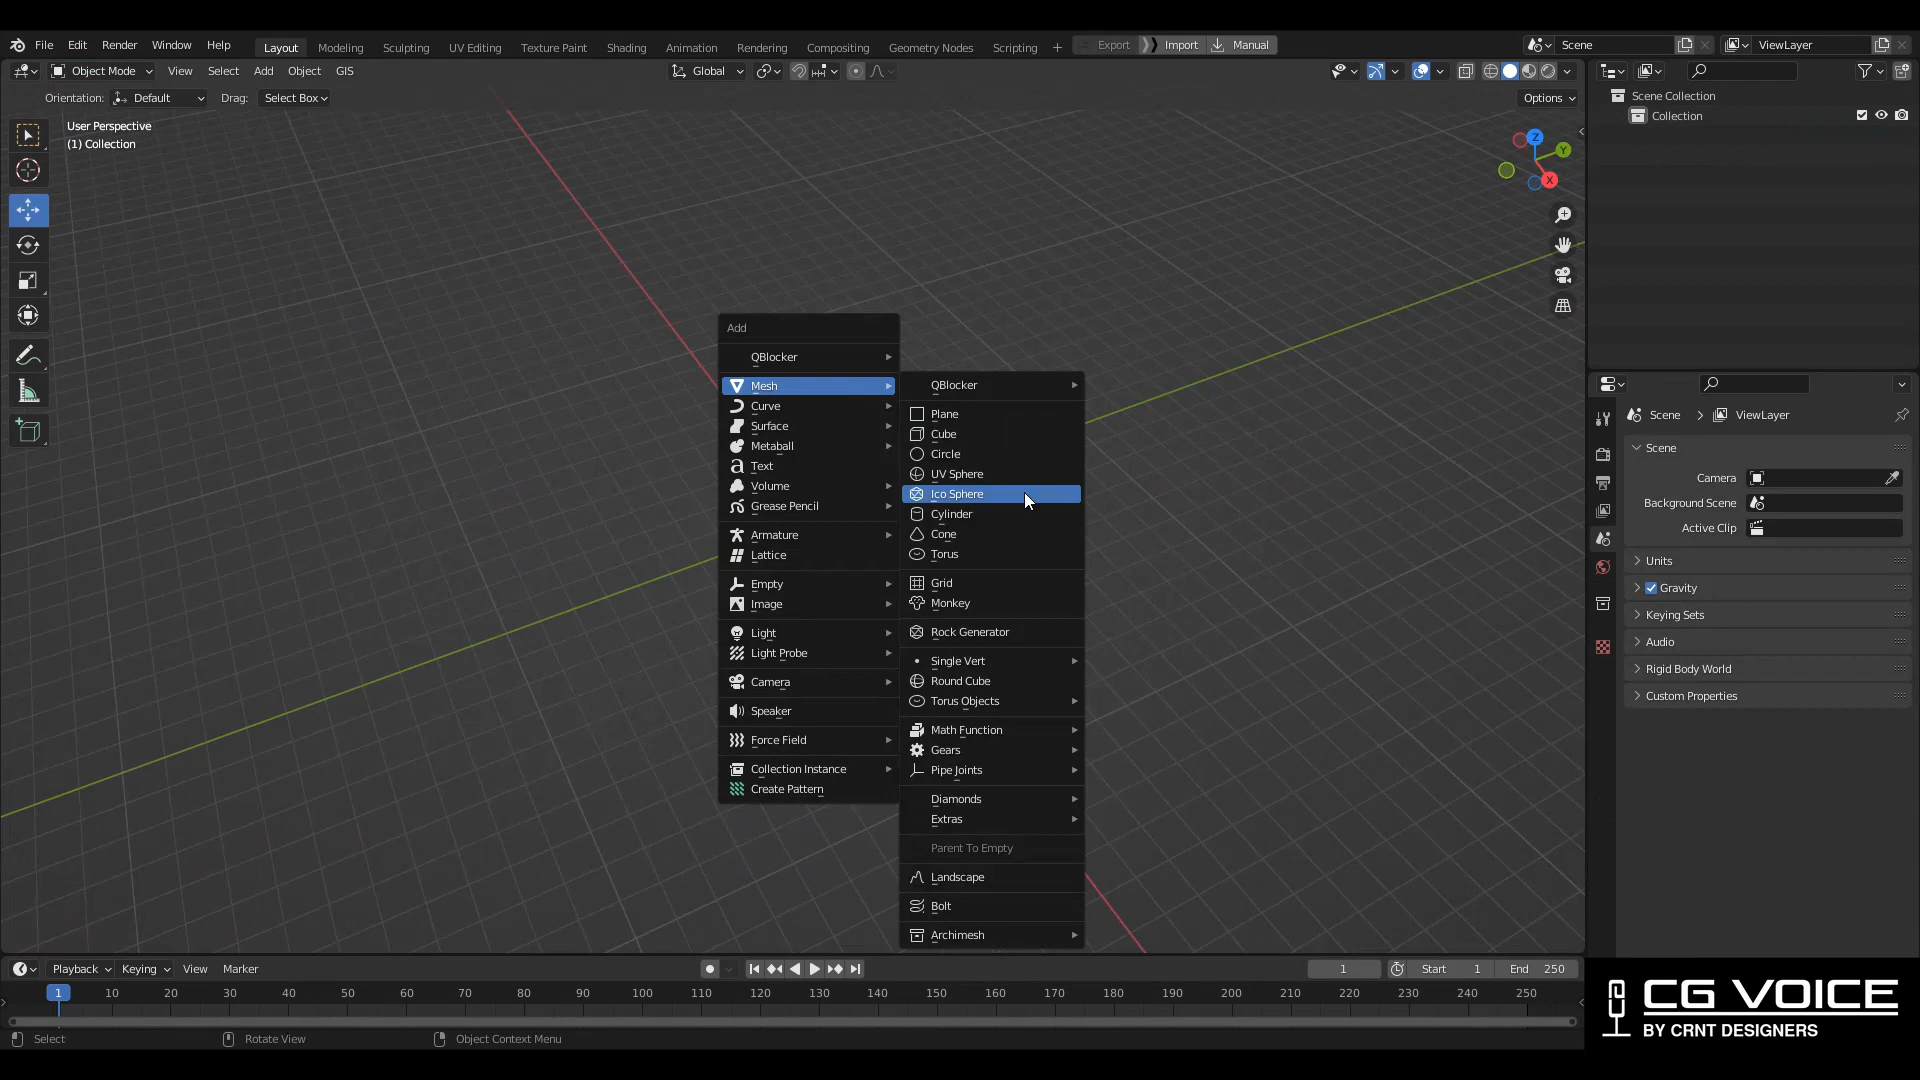 File Edit Render Window Help Layout Modeling Sculpting UV Editing Texture Paint Shading Animation Rendering Compositing Geometry Nodes Scripting + Export Import Manual Scene ViewLayer
Object Mode View Select Add Object GIS Global
Orientation: Default Drag: Select Box Options
User Perspective
(1) Collection
Z
Y
X
Scene Collection
Collection
Add
QBlocker
Mesh
Curve
Surface
Metaball
Text
Volume
Grease Pencil
Armature
Lattice
Empty
Image
Light
Light Probe
Camera
Speaker
Force Field
Collection Instance
Create Pattern
QBlocker
Plane
Cube
Circle
UV Sphere
Ico Sphere
Cylinder
Cone
Torus
Grid
Monkey
Rock Generator
Single Vert
Round Cube
Torus Objects
Math Function
Gears
Pipe Joints
Diamonds
Extras
Parent To Empty
Landscape
Bolt
Archimesh
Scene ViewLayer
Scene
Camera
Background Scene
Active Clip
Units
Gravity
Keying Sets
Audio
Rigid Body World
Custom Properties
Playback Keying View Marker 1 Start 1 End 250
1 10 20 30 40 50 60 70 80 90 100 110 120 130 140 150 160 170 180 190 200 210 220 230 240 250
Select Rotate View Object Context Menu
CG VOICE
BY CRNT DESIGNERS